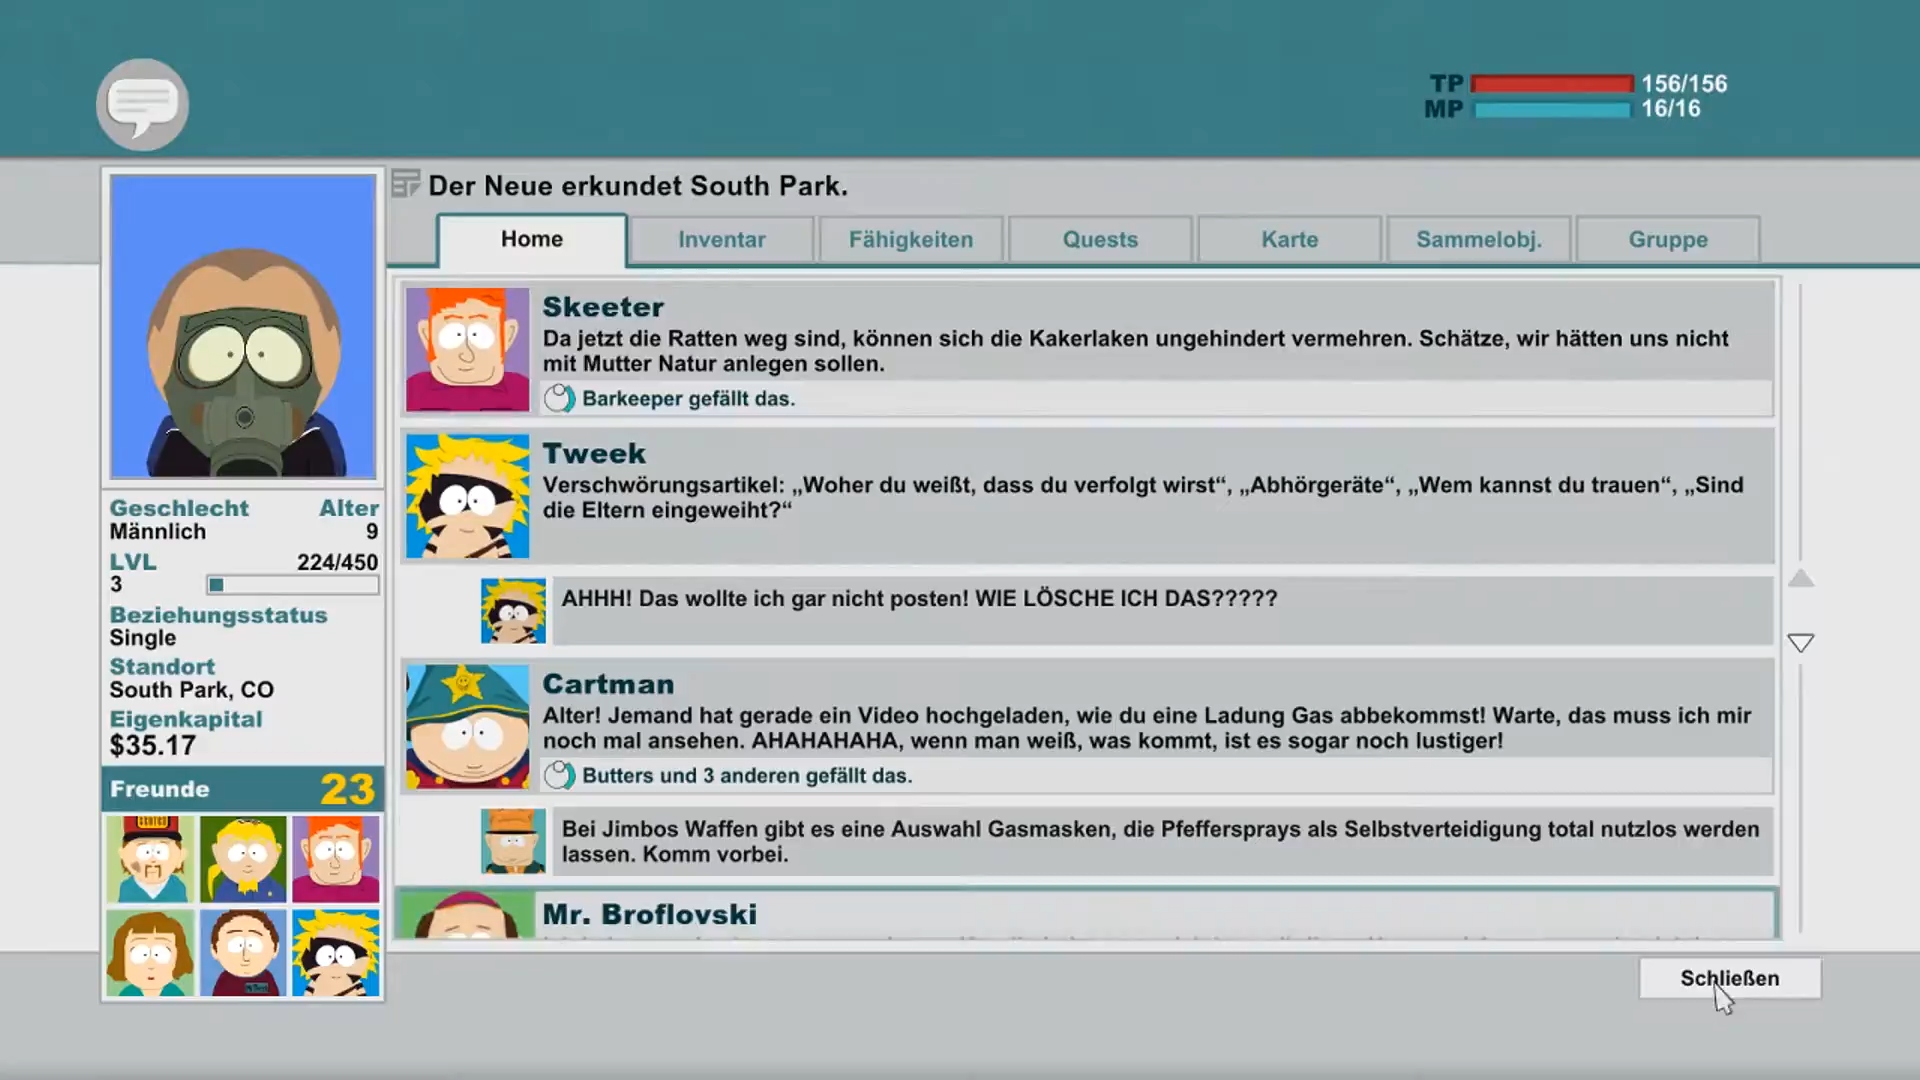 TP 156/156
MP 16/16
Der Neue erkundet South Park.
Home Inventar Fähigkeiten Quests Karte Sammelobj. Gruppe
Geschlecht Alter
Männlich 9
LVL 224/450
3
Beziehungsstatus
Single
Standort
South Park, CO
Eigenkapital
$35.17
Freunde 23
Skeeter
Da jetzt die Ratten weg sind, können sich die Kakerlaken ungehindert vermehren. Schätze, wir hätten uns nicht
mit Mutter Natur anlegen sollen.
Barkeeper gefällt das.
Tweek
Verschwörungsartikel: „Woher du weißt, dass du verfolgt wirst“, „Abhörgeräte“, „Wem kannst du trauen“, „Sind
die Eltern eingeweiht?“
AHHH! Das wollte ich gar nicht posten! WIE LÖSCHE ICH DAS?????
Cartman
Alter! Jemand hat gerade ein Video hochgeladen, wie du eine Ladung Gas abbekommst! Warte, das muss ich mir
noch mal ansehen. AHAHAHAHA, wenn man weiß, was kommt, ist es sogar noch lustiger!
Butters und 3 anderen gefällt das.
Bei Jimbos Waffen gibt es eine Auswahl Gasmasken, die Pfeffersprays als Selbstverteidigung total nutzlos werden
lassen. Komm vorbei.
Mr. Broflovski
Schließen